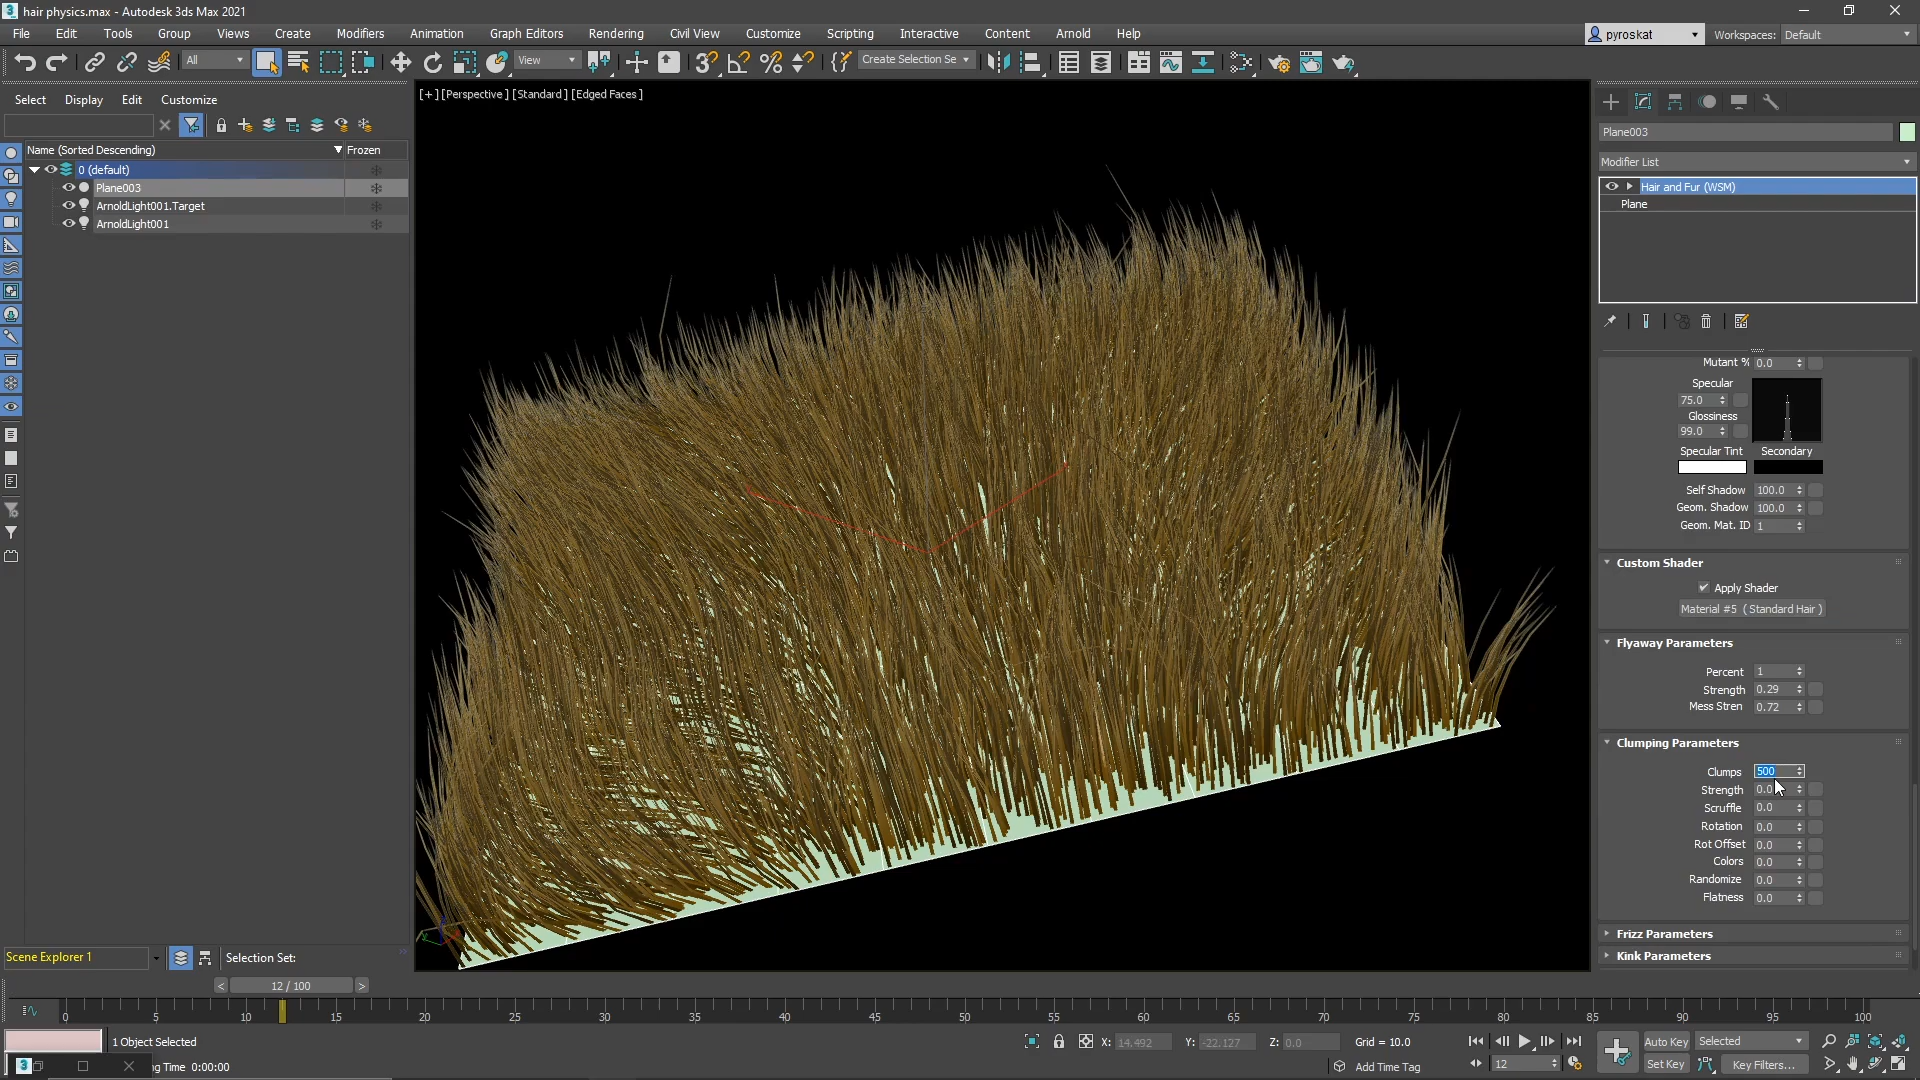 hair physics.max - Autodesk 3ds Max 2021
File Edit Tools Group Views Create Modifiers Animation Graph Editors Rendering Civil View Customize Scripting Interactive Content Arnold Help
pyroskat Workspaces: Default
All View Create Selection Se
Select Display Edit Customize
[+] [Perspective] [Standard] [Edged Faces]
Name (Sorted Descending) Frozen
0 (default)
Plane003
ArnoldLight001.Target
ArnoldLight001
Plane003
Modifier List
Hair and Fur (WSM)
Plane
Mutant % 0.0
Specular
75.0
Glossiness
99.0
Specular Tint Secondary
Self Shadow 100.0
Geom. Shadow 100.0
Geom. Mat. ID 1
Custom Shader
Apply Shader
Material #5 (Standard Hair)
Flyaway Parameters
Percent 1
Strength 0.29
Mess Stren 0.72
Clumping Parameters
Clumps 500
Strength 0.0
Scruffle 0.0
Rotation 0.0
Rot Offset 0.0
Colors 0.0
Randomize 0.0
Flatness 0.0
Frizz Parameters
Kink Parameters
Scene Explorer 1 Selection Set:
< 12 / 100 >
0 5 10 15 20 25 30 35 40 45 50 55 60 65 70 75 80 85 90 95 100
1 Object Selected X: 14.492 Y: -22.127 Z: 0.0 Grid = 10.0 Auto Key Selected
ng Time 0:00:00 Add Time Tag 12 Set Key Key Filters...